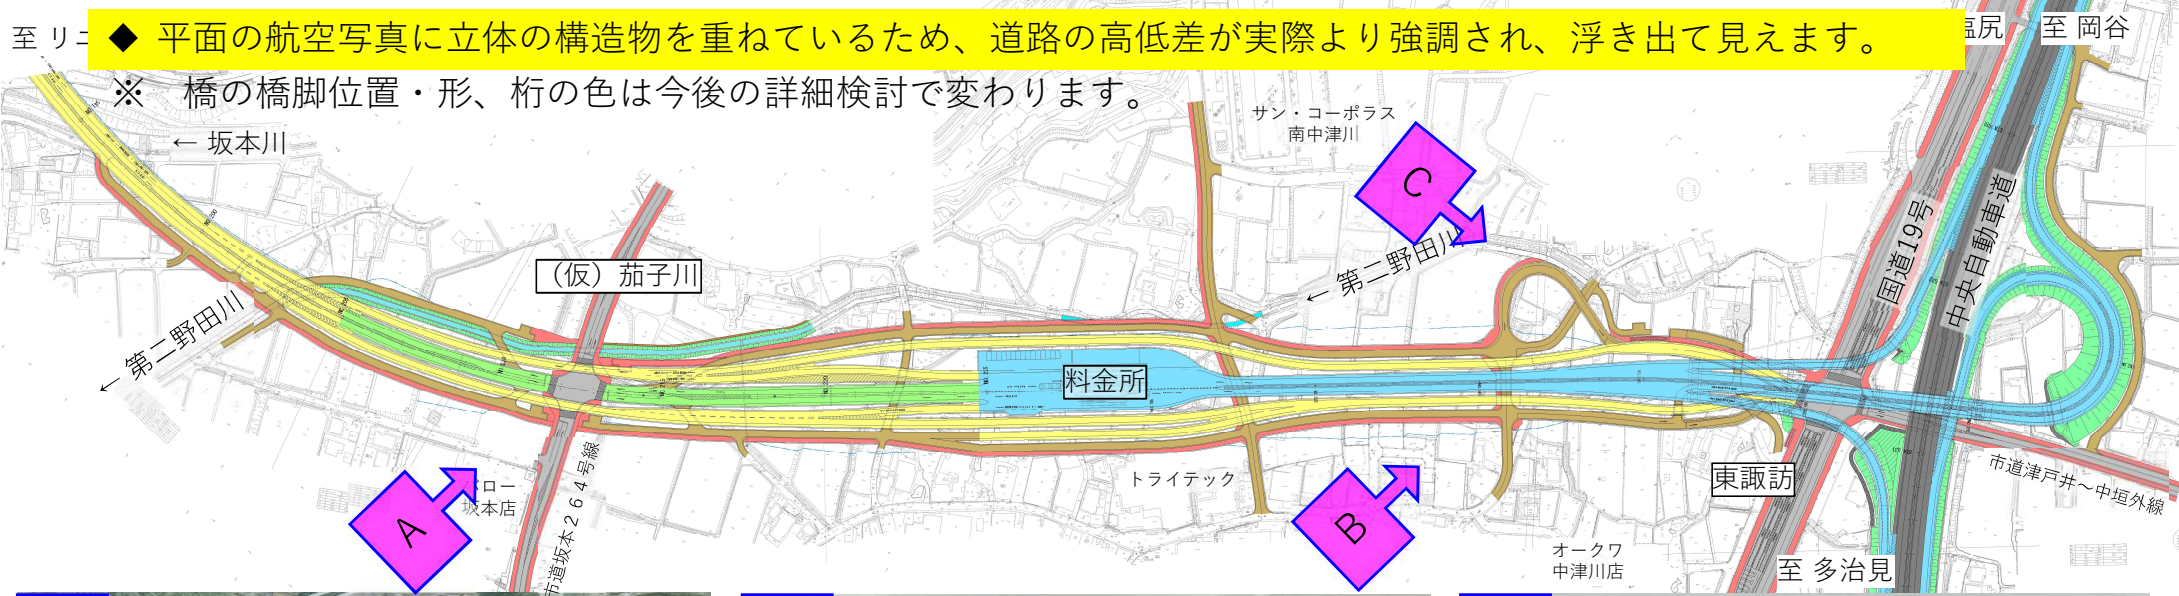 至 リニ
◆ 平面の航空写真に立体の構造物を重ねているため、道路の高低差が実際より強調され、浮き出て見えます。
塩尻
至 岡谷
※ 橋の橋脚位置・形、桁の色は今後の詳細検討で変わります。
← 坂本川
サン・コーポラス
南中津川
C
← 第二野田川
国道19号
中央自動車道
（仮）茄子川
← 第二野田川
料金所
A
バロー
坂本店
市道坂本２６４号線
トライテック
B
東諏訪
市道津戸井～中垣外線
オークワ
中津川店
至 多治見